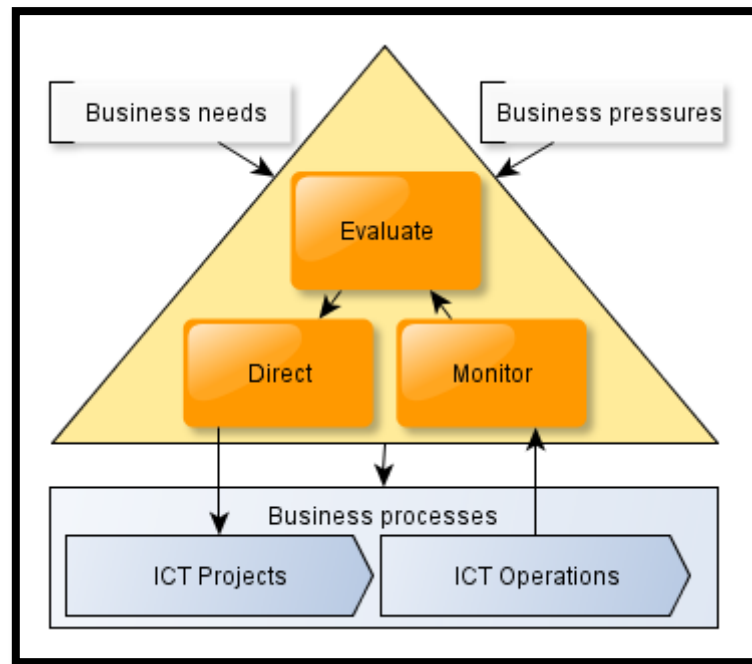 Business needs
Business pressures
Evaluate
Direct
Monitor
Business processes
ICT Projects
ICT Operations